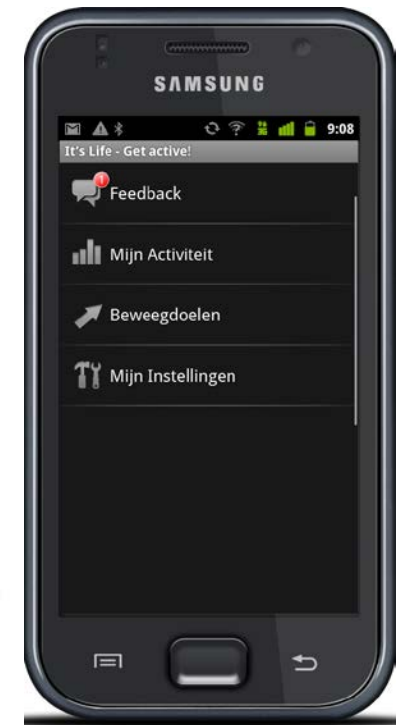 SAMSUNG
9:08
It's Life - Get active!
1
Feedback
Mijn Activiteit
Beweegdoelen
Mijn Instellingen